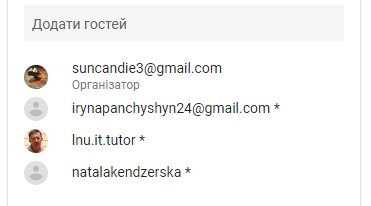 Додати гостей
suncandie3@gmail.com
Організатор
irynapanchyshyn24@gmail.com *
lnu.it.tutor *
natalakendzerska *